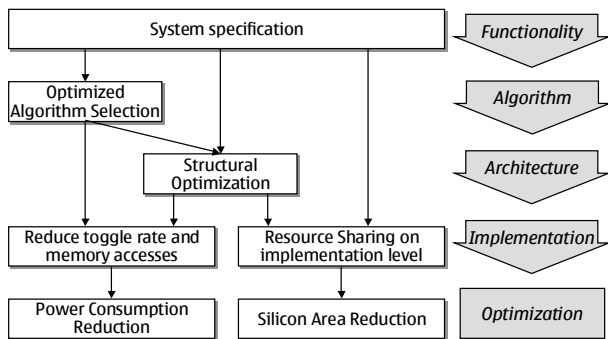 System specification
Functionality
Optimized
Algorithm Selection
Algorithm
Structural
Optimization
Architecture
Reduce toggle rate and
memory accesses
Resource Sharing on
implementation level
Implementation
Power Consumption
Reduction
Silicon Area Reduction
Optimization